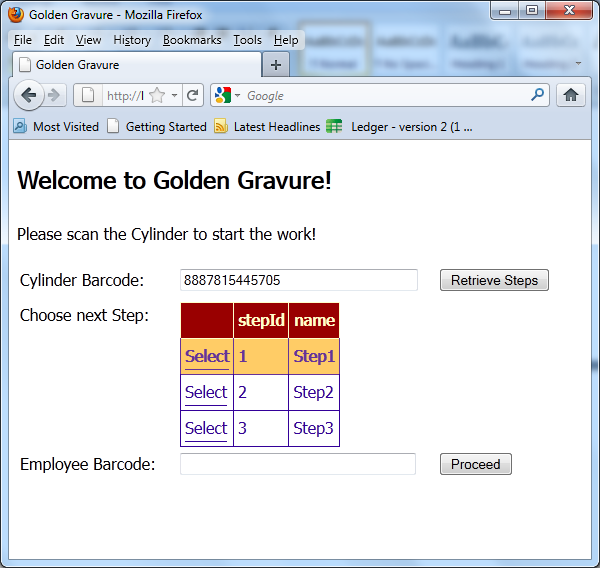 Golden Gravure - Mozilla Firefox
File Edit View History Bookmarks Tools Help
Golden Gravure
http://l Google
Most Visited Getting Started Latest Headlines Ledger - version 2 (1 ...
Welcome to Golden Gravure!
Please scan the Cylinder to start the work!
Cylinder Barcode: 8887815445705 Retrieve Steps
Choose next Step: stepId name
Select 1 Step1
Select 2 Step2
Select 3 Step3
Employee Barcode: Proceed